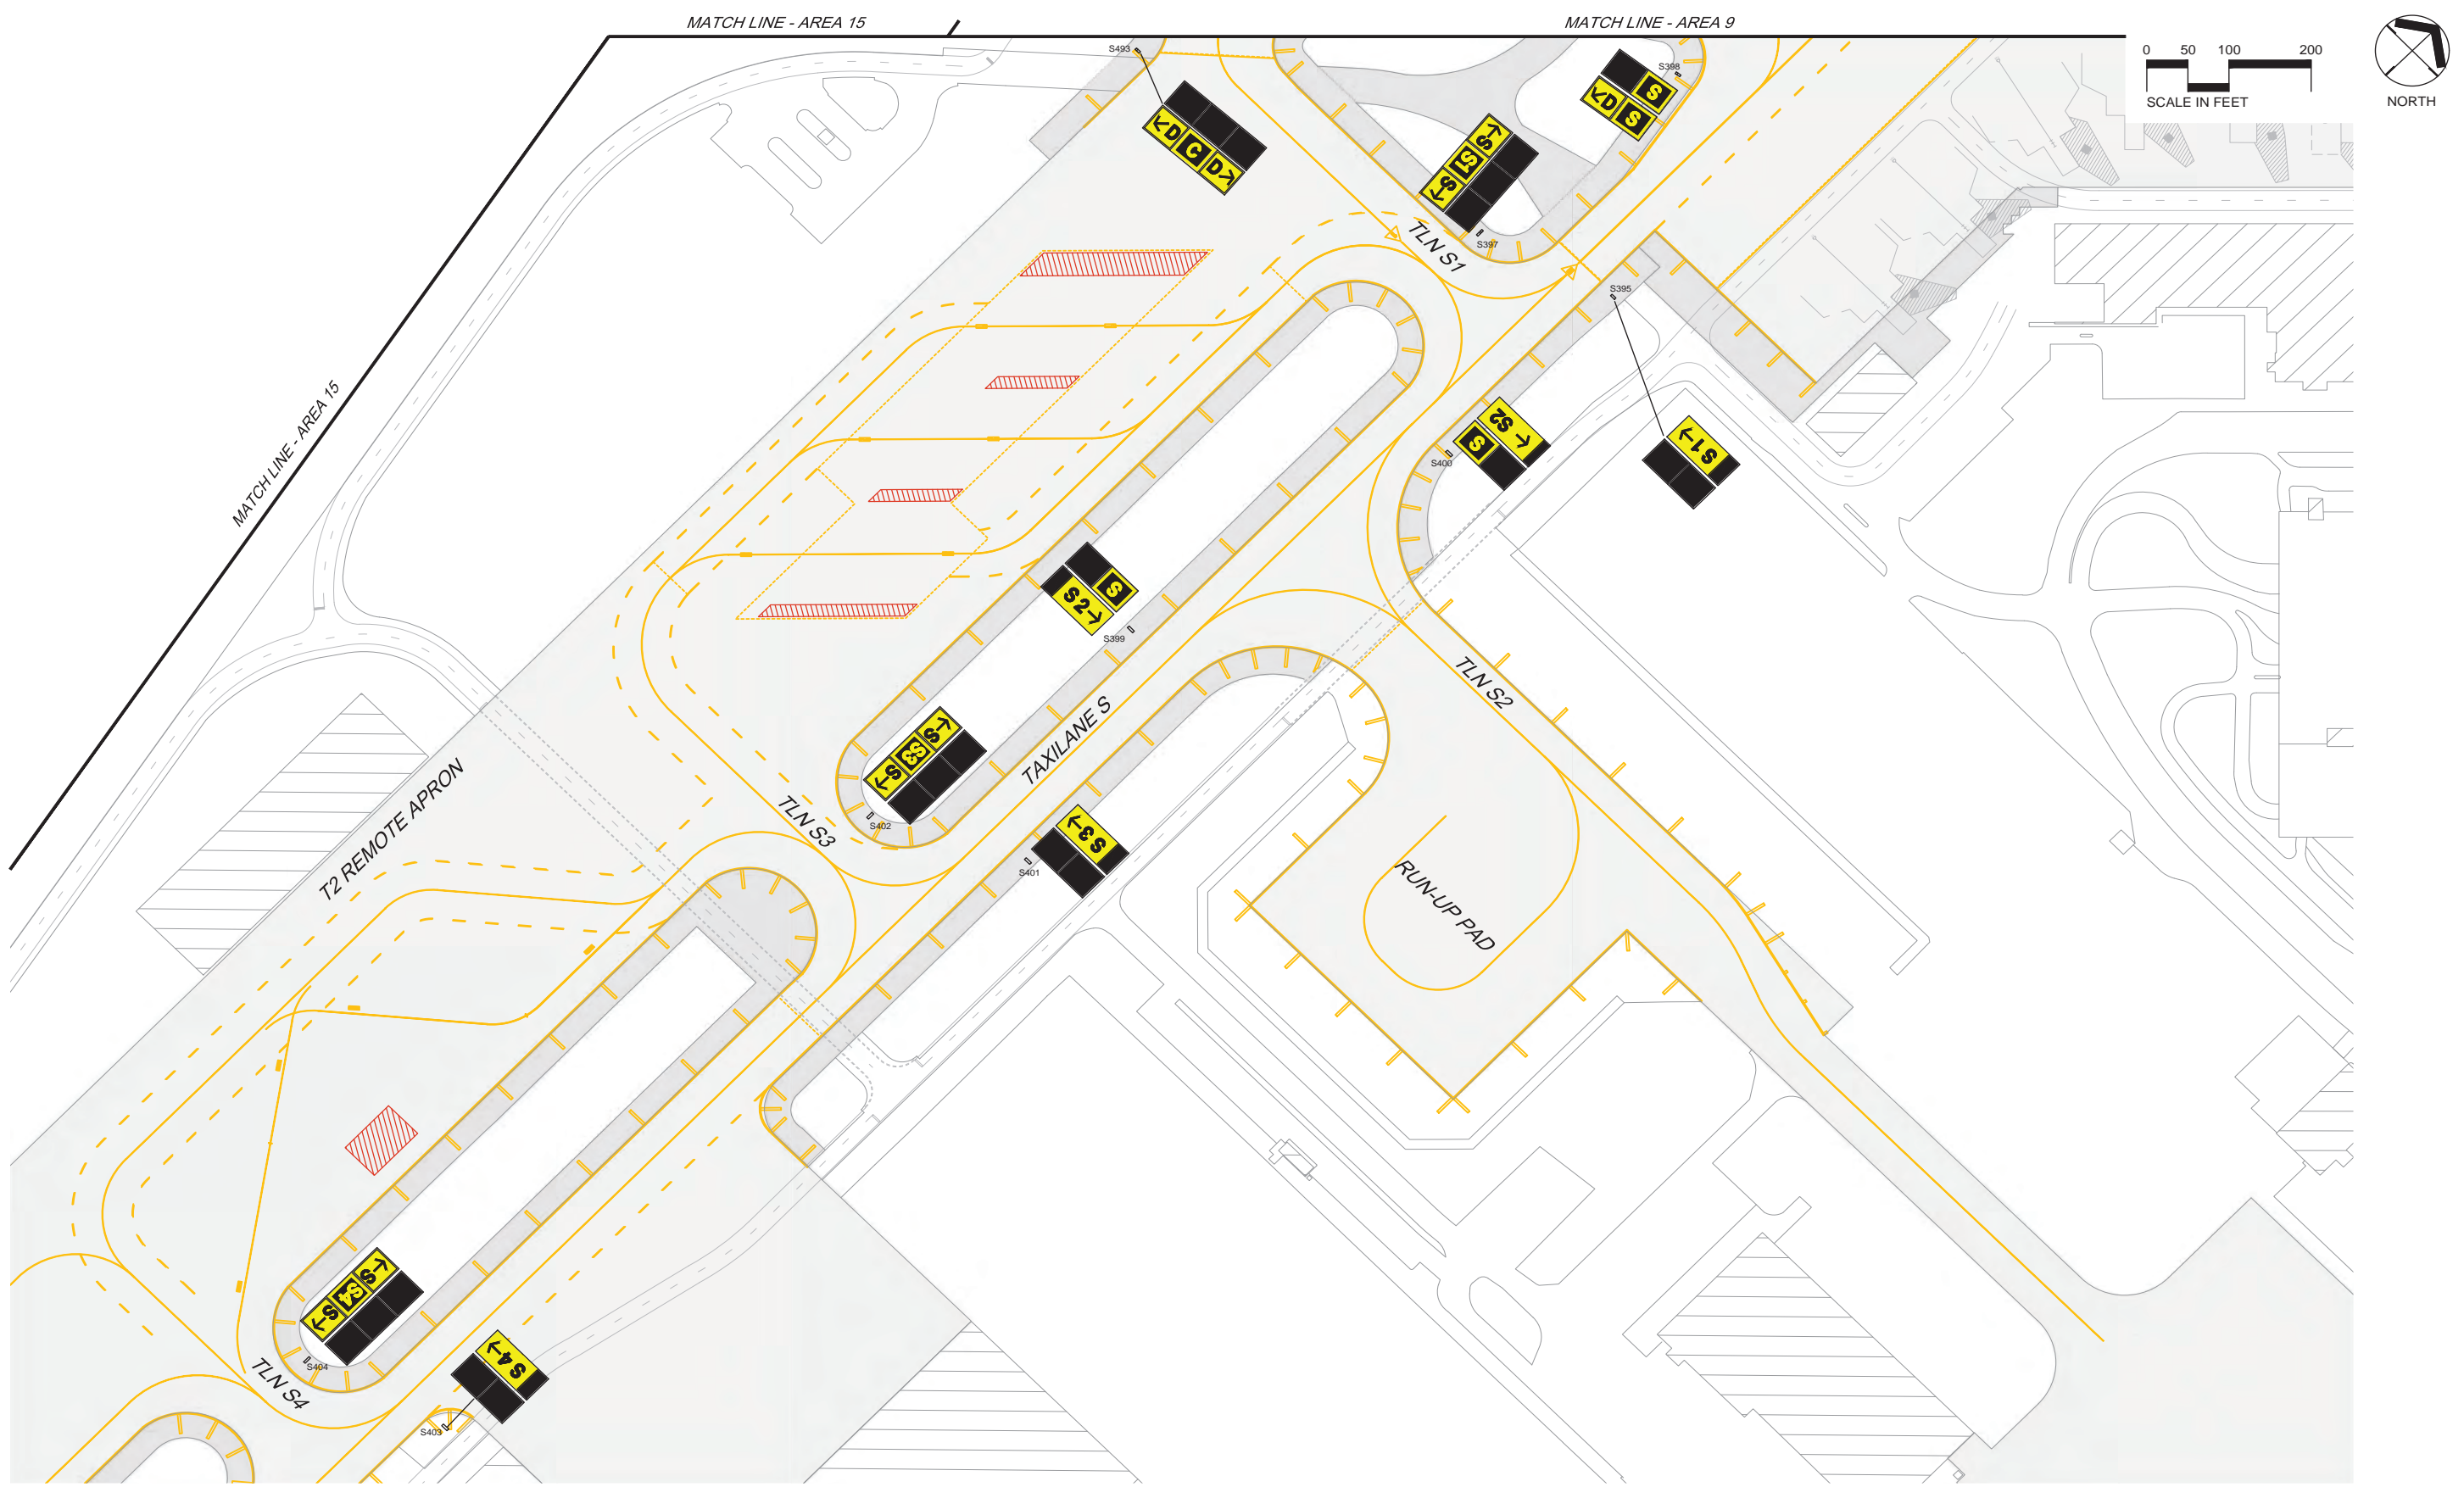 MATCH LINE - AREA 15
MATCH LINE - AREA 9
0 50 100 200
SCALE IN FEET
NORTH
S493
←D C D→
S398
S
←D S
←S S1 S→
S397
TLN S1
S395
←S1
MATCH LINE - AREA 15
← S2
S
S400
S
S2→
S399
TLN S2
TAXILANE S
←S S3 S→
S402
TLN S3
S3→
S401
T2 REMOTE APRON
RUN-UP PAD
←S S4 S→
S404
TLN S4
S4→
S403